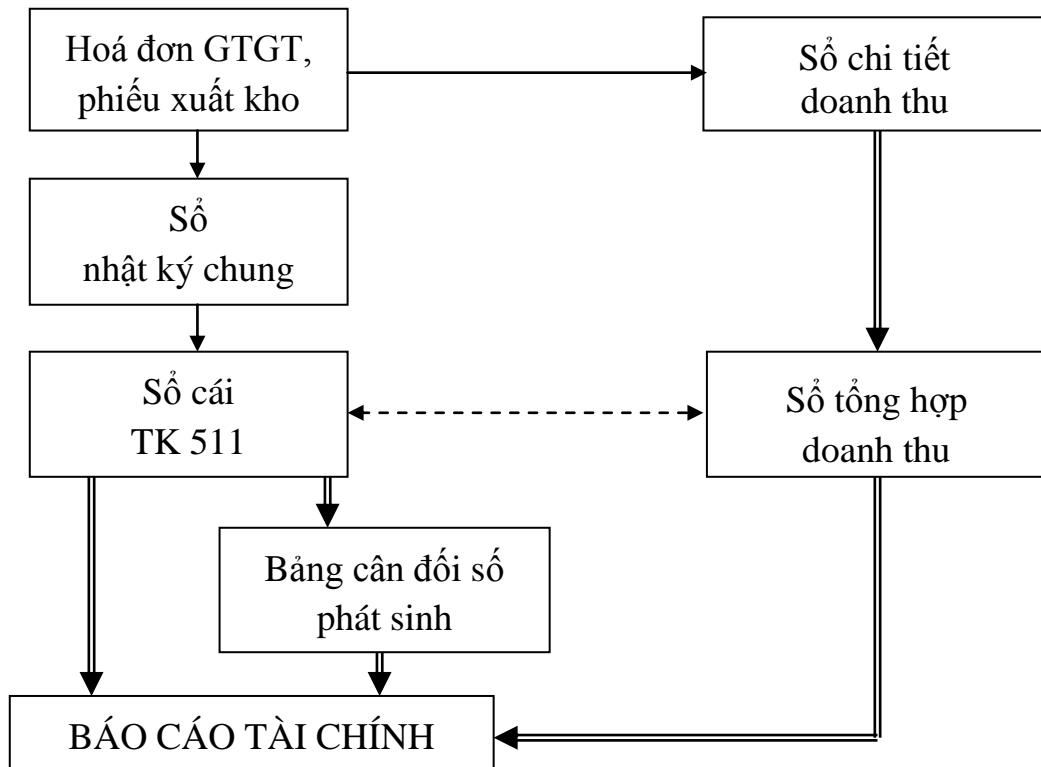 Hoá đơn GTGT,
phiếu xuất kho
Sổ chi tiết
doanh thu
Sổ
nhật ký chung
Sổ cái
TK 511
Sổ tổng hợp
doanh thu
Bảng cân đối số
phát sinh
BÁO CÁO TÀI CHÍNH